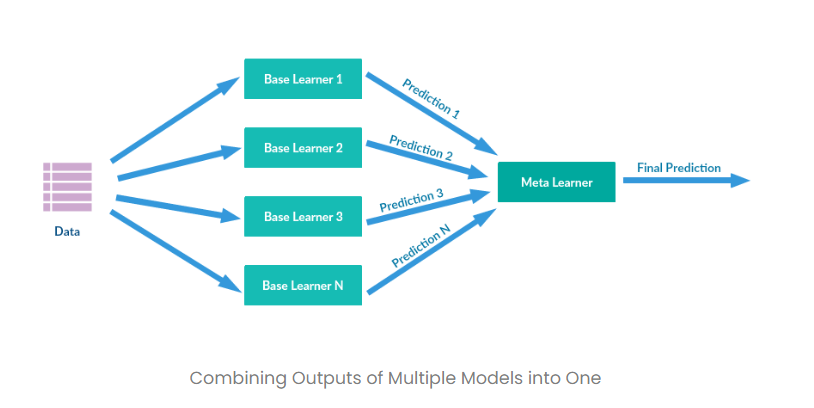 Base Learner 1
Prediction 1
Base Learner 2
Prediction 2
Final Prediction
Meta Learner
Prediction 3
Base Learner 3
Data
Prediction N
Base Learner N
Combining Outputs of Multiple Models into One